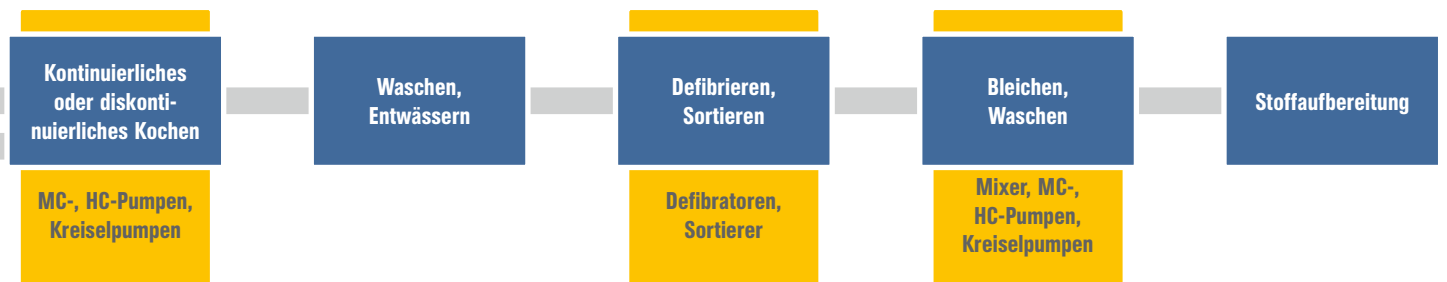 Kontinuierliches
oder diskonti-
nuierliches Kochen
Waschen,
Entwässern
Defibrieren,
Sortieren
Bleichen,
Waschen
Stoffaufbereitung
MC-, HC-Pumpen,
Kreiselpumpen
Defibratoren,
Sortierer
Mixer, MC-,
HC-Pumpen,
Kreiselpumpen